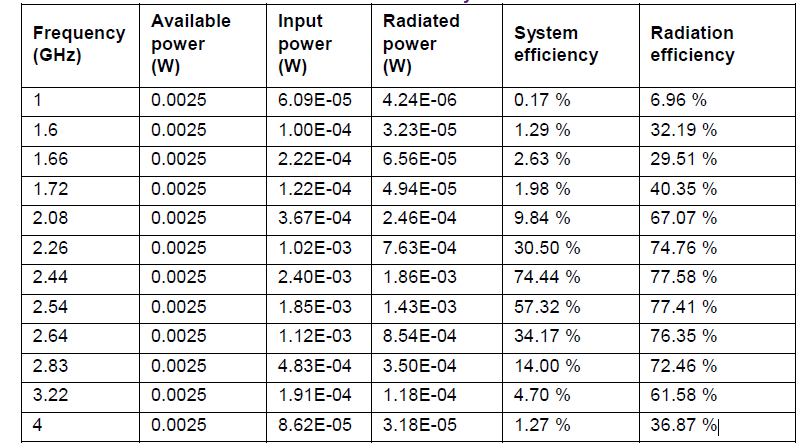 Frequency (GHz) Available power (W) Input power (W) Radiated power (W) System efficiency Radiation efficiency
1 0.0025 6.09E-05 4.24E-06 0.17 % 6.96 %
1.6 0.0025 1.00E-04 3.23E-05 1.29 % 32.19 %
1.66 0.0025 2.22E-04 6.56E-05 2.63 % 29.51 %
1.72 0.0025 1.22E-04 4.94E-05 1.98 % 40.35 %
2.08 0.0025 3.67E-04 2.46E-04 9.84 % 67.07 %
2.26 0.0025 1.02E-03 7.63E-04 30.50 % 74.76 %
2.44 0.0025 2.40E-03 1.86E-03 74.44 % 77.58 %
2.54 0.0025 1.85E-03 1.43E-03 57.32 % 77.41 %
2.64 0.0025 1.12E-03 8.54E-04 34.17 % 76.35 %
2.83 0.0025 4.83E-04 3.50E-04 14.00 % 72.46 %
3.22 0.0025 1.91E-04 1.18E-04 4.70 % 61.58 %
4 0.0025 8.62E-05 3.18E-05 1.27 % 36.87 %